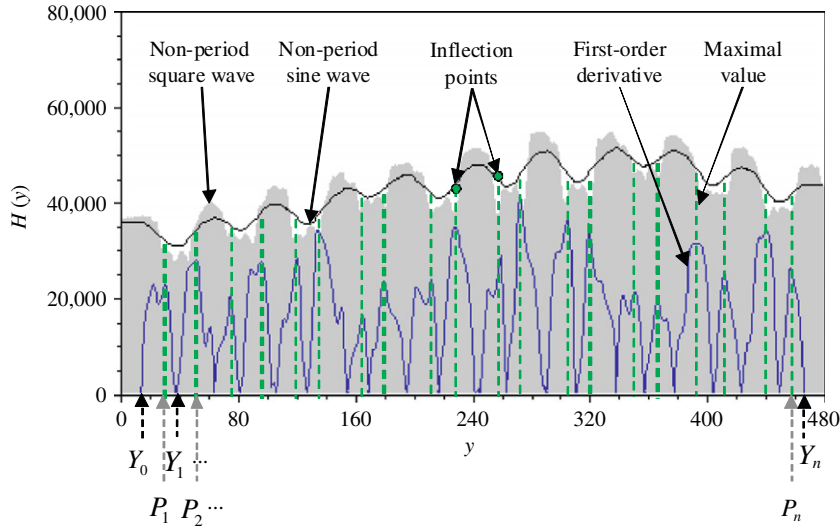 80,000
Non-period
square wave
Non-period
sine wave
Inflection
points
First-order
derivative
Maximal
value
60,000
H (y)
40,000
20,000
0
0 80 160 240 320 400 480
y
Y0 Y1 ... Yn
P1 P2 ... Pn